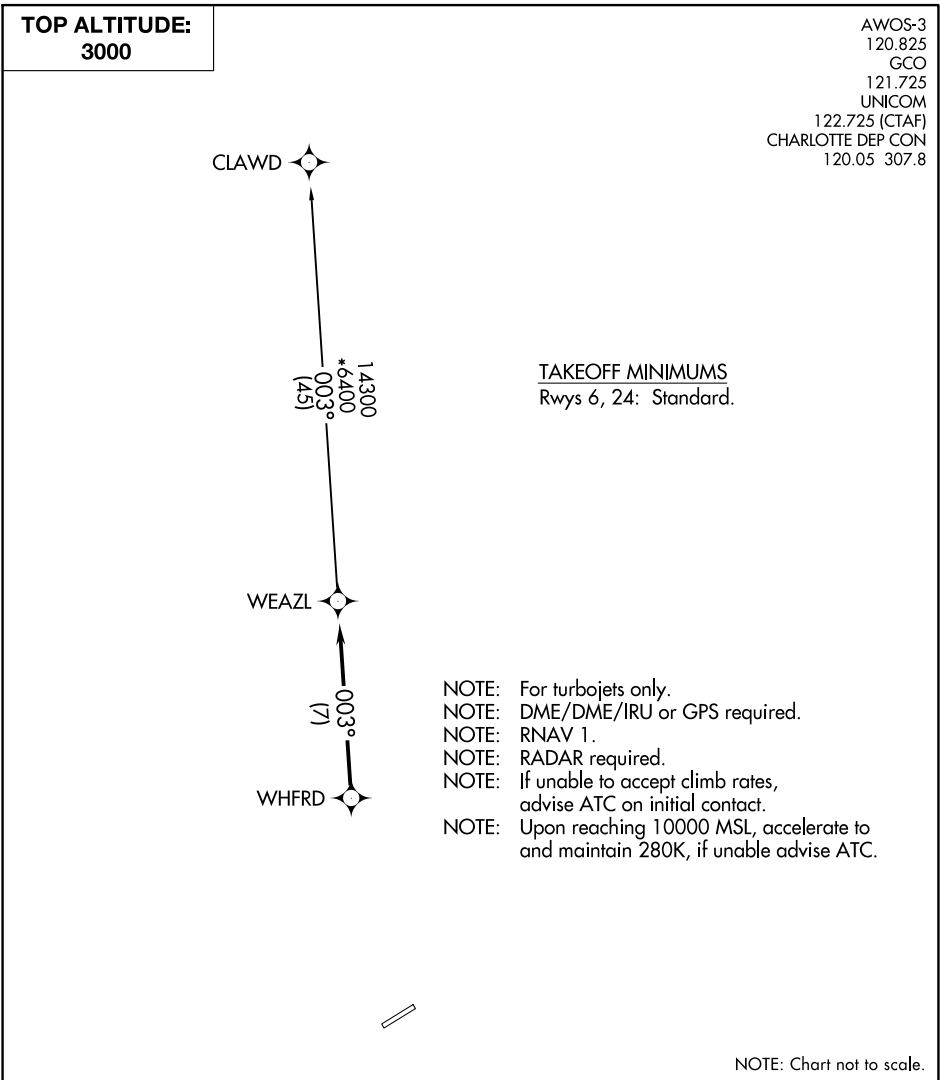 TOP ALTITUDE:
3000
AWOS-3
120.825
GCO
121.725
UNICOM
122.725 (CTAF)
CHARLOTTE DEP CON
120.05 307.8
CLAWD
14300
*6400
003°
(45)
TAKEOFF MINIMUMS
Rwys 6, 24: Standard.
WEAZL
003°
(7)
WHFRD
NOTE: For turbojets only.
NOTE: DME/DME/IRU or GPS required.
NOTE: RNAV 1.
NOTE: RADAR required.
NOTE: If unable to accept climb rates,
advise ATC on initial contact.
NOTE: Upon reaching 10000 MSL, accelerate to
and maintain 280K, if unable advise ATC.
NOTE: Chart not to scale.